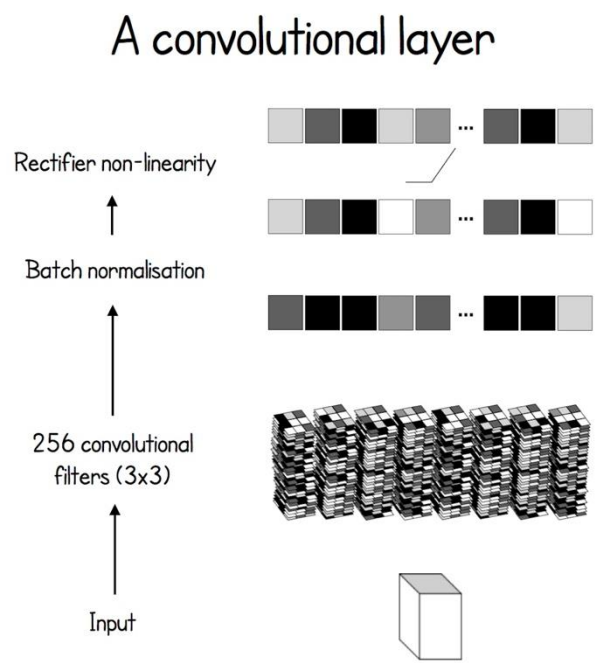 A convolutional layer
...
Rectifier non-linearity
...
Batch normalisation
...
256 convolutional
filters (3x3)
Input